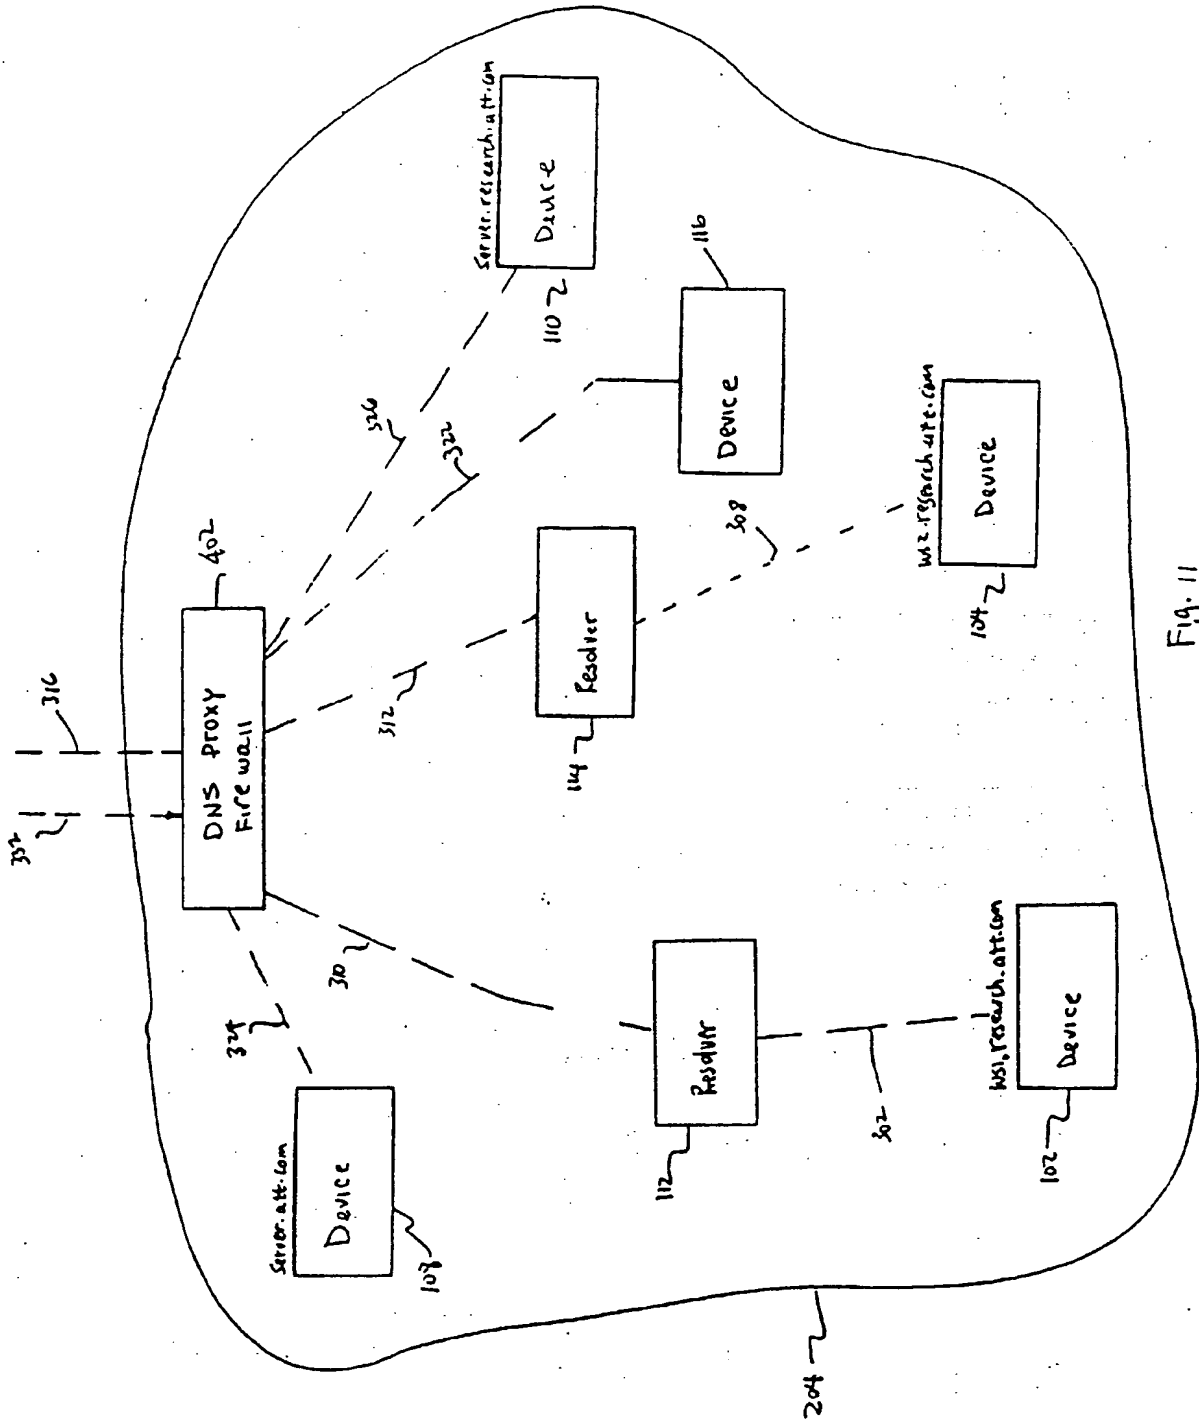 332
316
DNS Proxy
Firewall
402
324
310
312
322
326
Server.att.com
Device
108
Server.research.att.com
Device
110
Resolver
114
Device
116
308
Resolver
112
302
WS1.research.att.com
Device
102
WS2.research.att.com
Device
104
204
Fig. 11